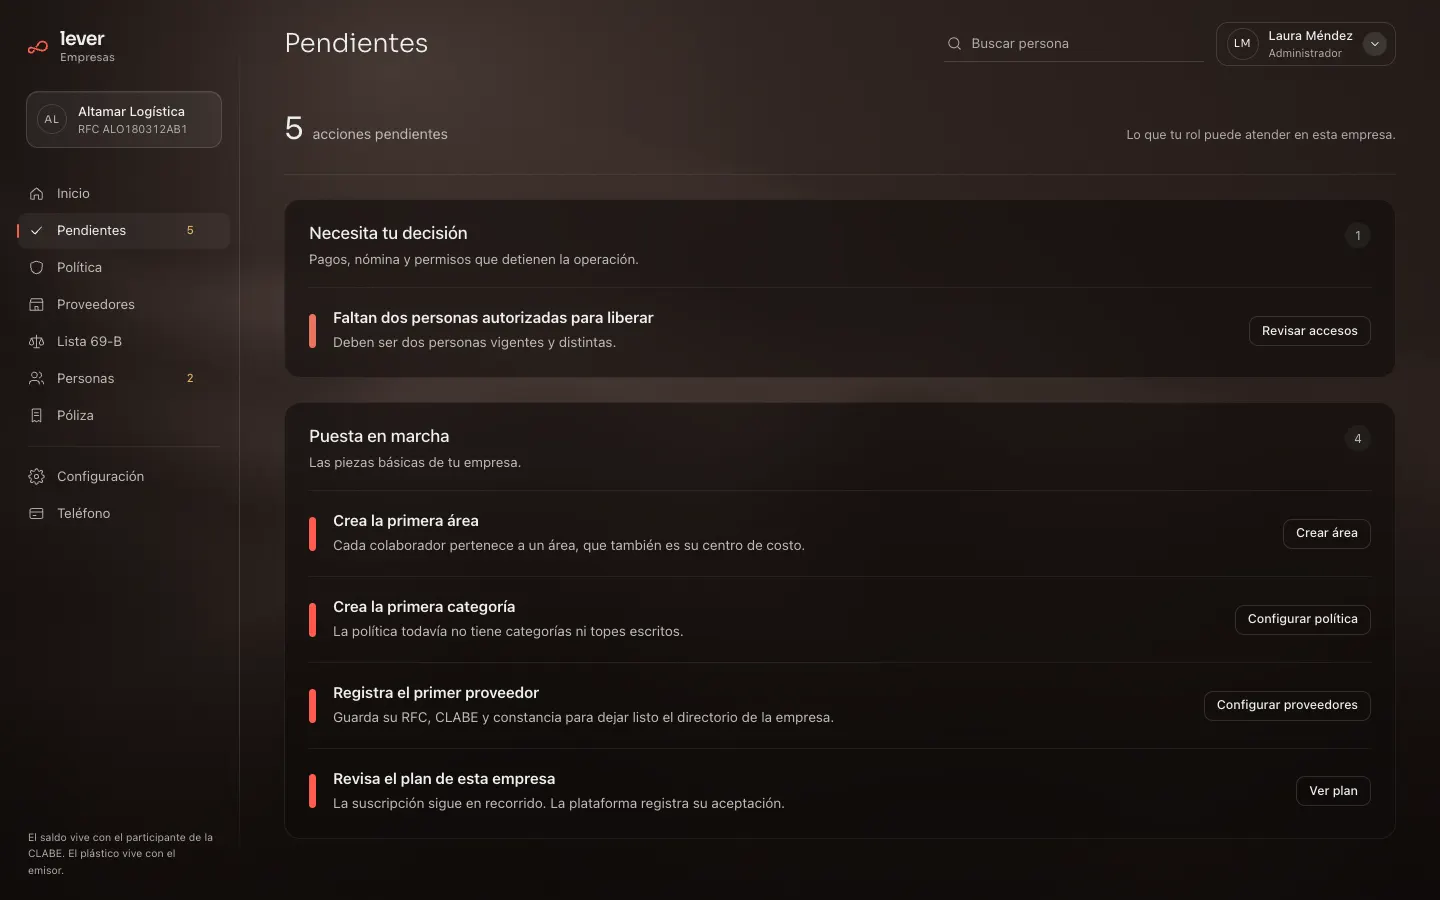 lever
Empresas
AL
Altamar Logística
RFC ALO180312AB1
Inicio
Pendientes 5
Política
Proveedores
Lista 69-B
Personas 2
Póliza
Configuración
Teléfono
El saldo vive con el participante de la
CLABE. El plástico vive con el
emisor.
Pendientes
Buscar persona
LM
Laura Méndez
Administrador
5 acciones pendientes
Lo que tu rol puede atender en esta empresa.
Necesita tu decisión
1
Pagos, nómina y permisos que detienen la operación.
Faltan dos personas autorizadas para liberar
Deben ser dos personas vigentes y distintas.
Revisar accesos
Puesta en marcha
4
Las piezas básicas de tu empresa.
Crea la primera área
Cada colaborador pertenece a un área, que también es su centro de costo.
Crear área
Crea la primera categoría
La política todavía no tiene categorías ni topes escritos.
Configurar política
Registra el primer proveedor
Guarda su RFC, CLABE y constancia para dejar listo el directorio de la empresa.
Configurar proveedores
Revisa el plan de esta empresa
La suscripción sigue en recorrido. La plataforma registra su aceptación.
Ver plan